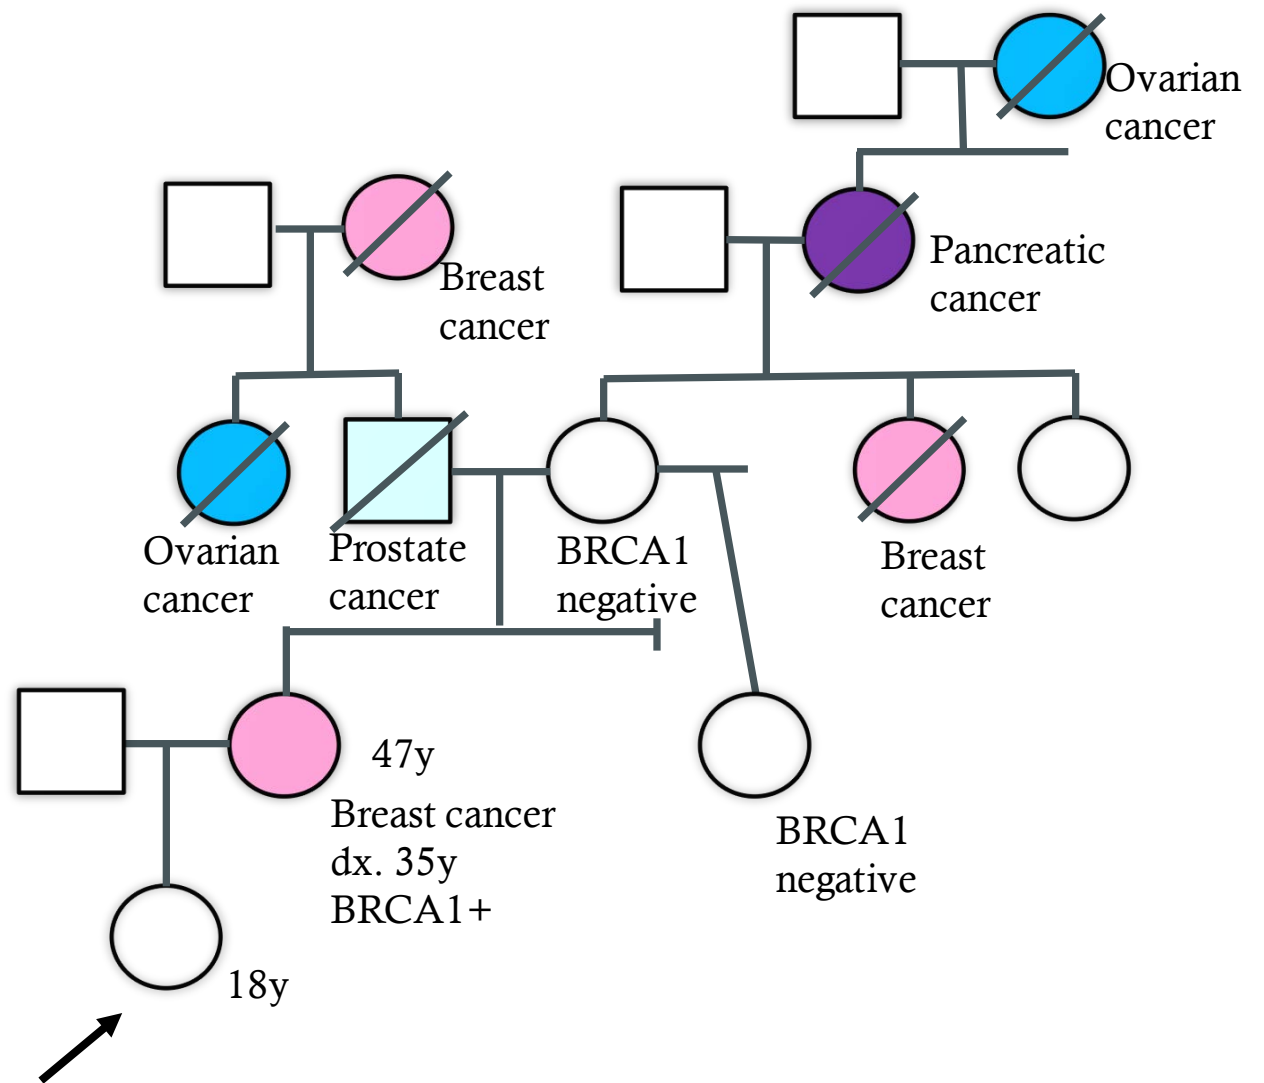 Ovarian
cancer
Breast
cancer
Pancreatic
cancer
Ovarian
cancer
Prostate
cancer
BRCA1
negative
Breast
cancer
47y
Breast cancer
dx. 35y
BRCA1+
BRCA1
negative
18y